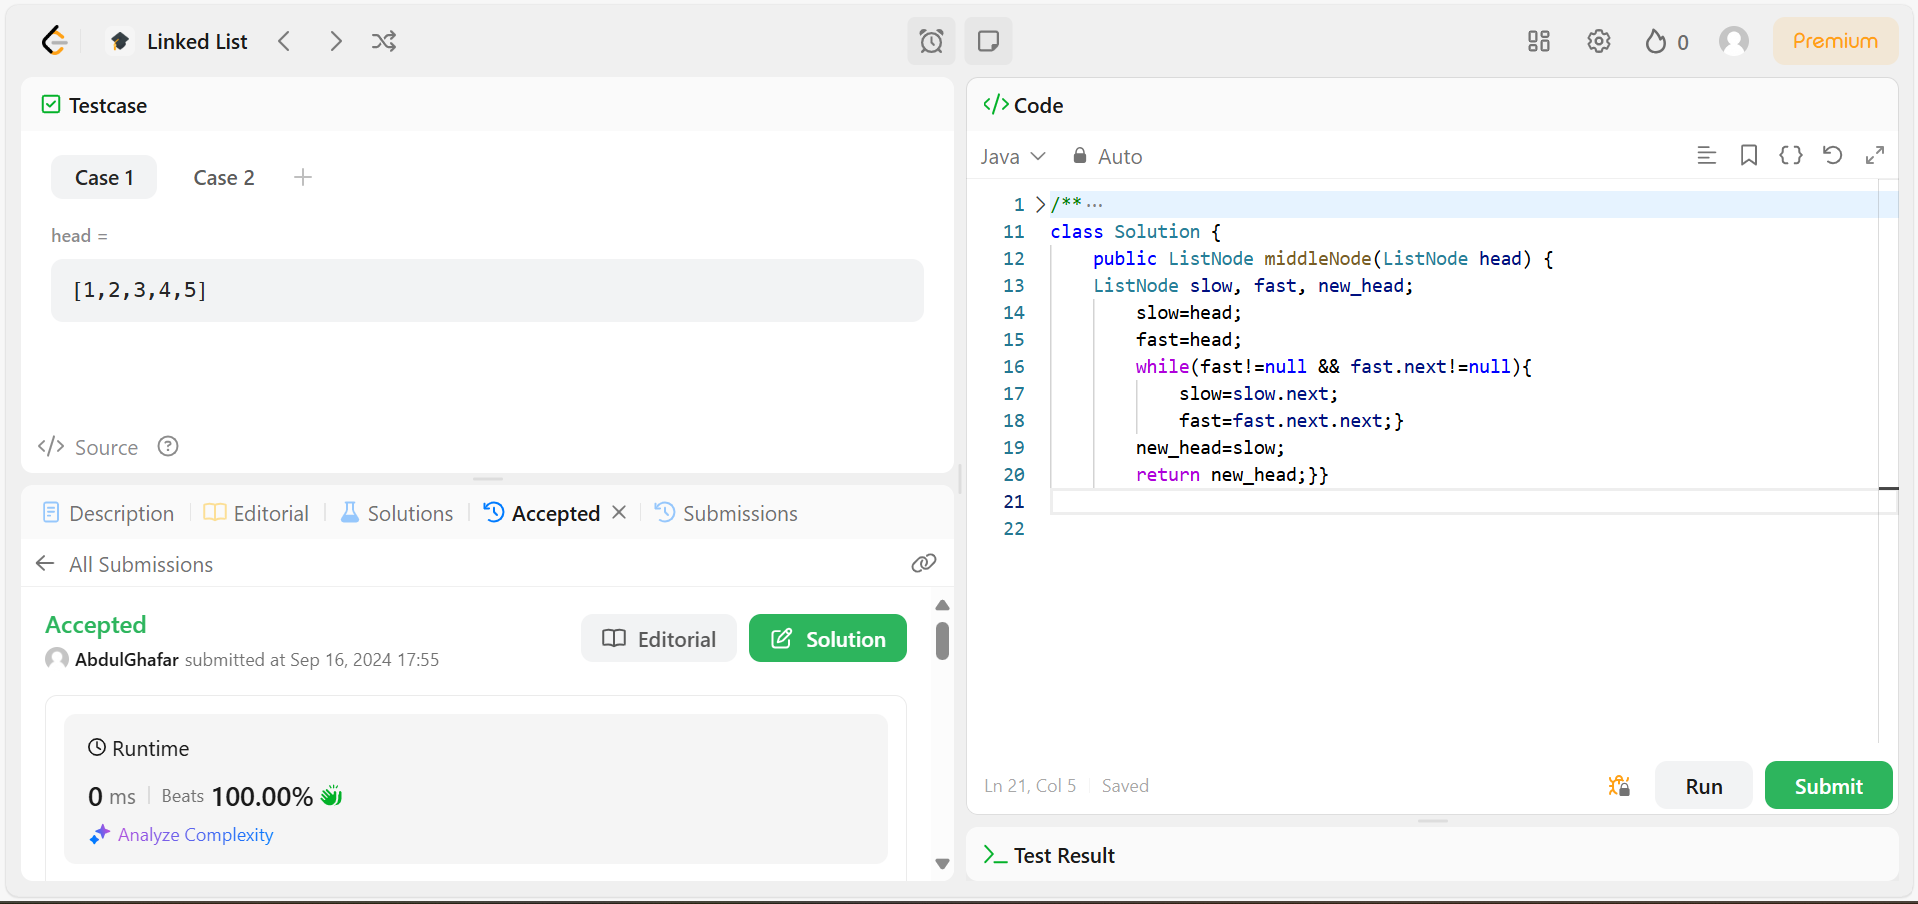 Linked List
0
Premium
Testcase
Case 1
Case 2
head =
[1,2,3,4,5]
Source
Description
Editorial
Solutions
Accepted
Submissions
All Submissions
Accepted
Editorial
Solution
AbdulGhafar submitted at Sep 16, 2024 17:55
Runtime
0 ms
Beats 100.00%
Analyze Complexity
Code
Java
Auto
1 /** ···
11 class Solution {
12 public ListNode middleNode(ListNode head) {
13 ListNode slow, fast, new_head;
14 slow=head;
15 fast=head;
16 while(fast!=null && fast.next!=null){
17 slow=slow.next;
18 fast=fast.next.next;}
19 new_head=slow;
20 return new_head;}}
21
22
Ln 21, Col 5
Saved
Run
Submit
Test Result